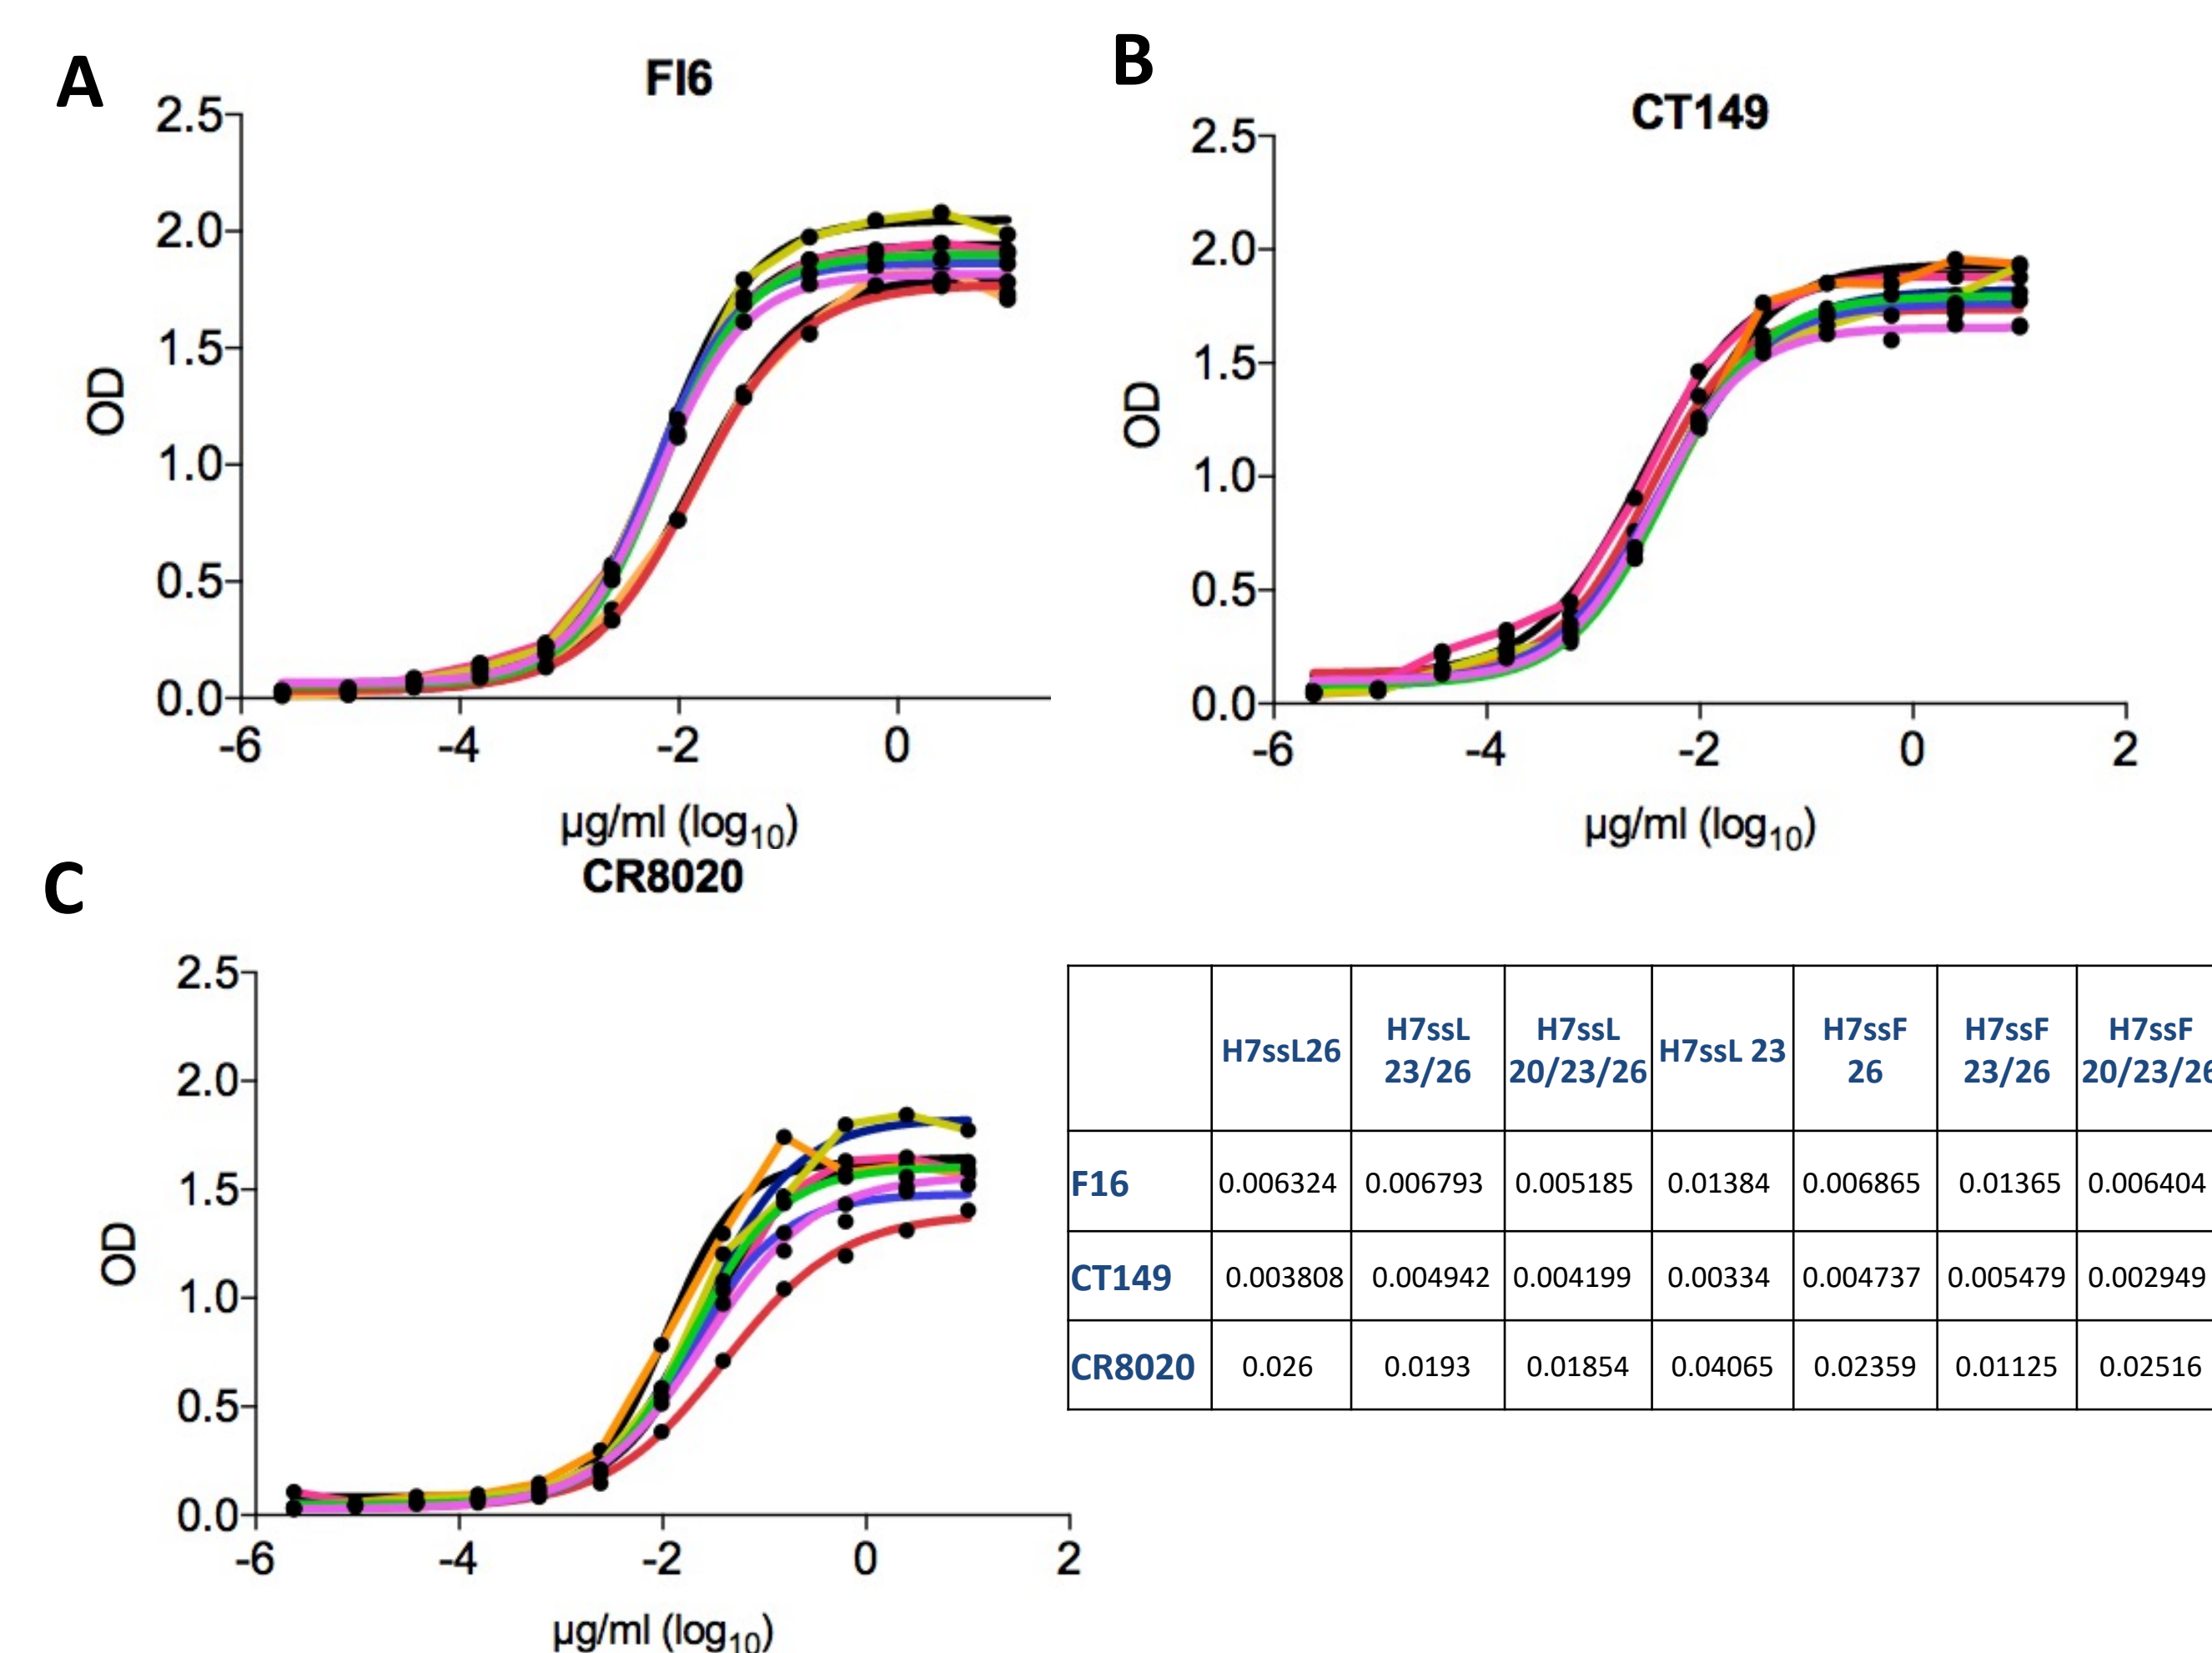 A
FI6
2.5
2.0
1.5
1.0
0.5
0.0
OD
-6 -4 -2 0
µg/ml (log10)
B
CT149
2.5
2.0
1.5
1.0
0.5
0.0
OD
-6 -4 -2 0 2
µg/ml (log10)
C
CR8020
2.5
2.0
1.5
1.0
0.5
0.0
OD
-6 -4 -2 0 2
µg/ml (log10)
H7ssL26 H7ssL 23/26 H7ssL 20/23/26 H7ssL 23 H7ssF 26 H7ssF 23/26 H7ssF 20/23/26
F16 0.006324 0.006793 0.005185 0.01384 0.006865 0.01365 0.006404
CT149 0.003808 0.004942 0.004199 0.00334 0.004737 0.005479 0.002949
CR8020 0.026 0.0193 0.01854 0.04065 0.02359 0.01125 0.02516